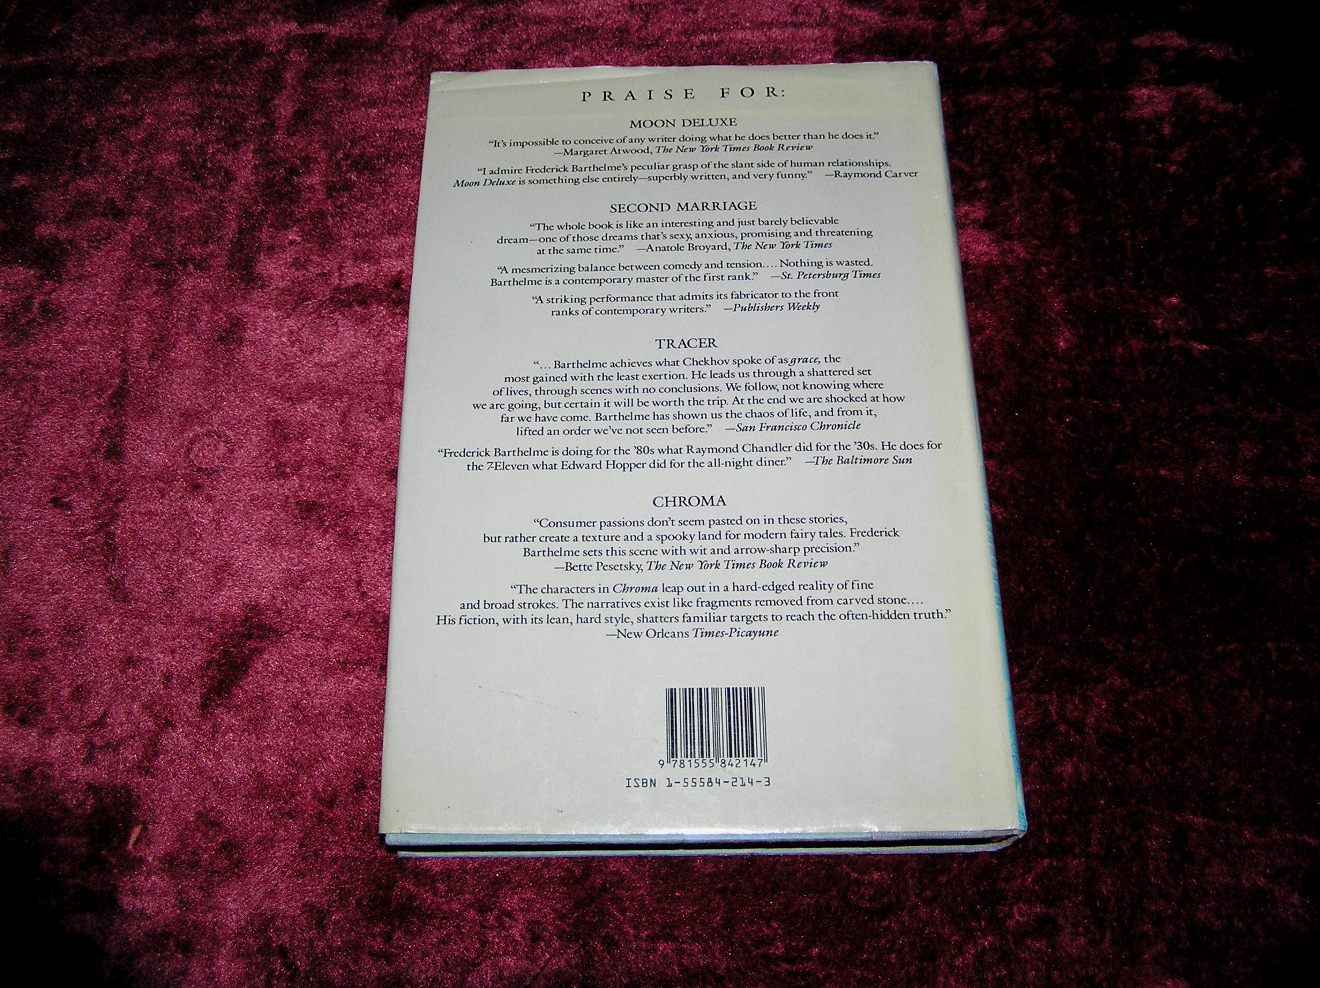 PRAISE FOR:
MOON DELUXE
“It’s impossible to conceive of any writer doing what he does better than he does it.”
—Margaret Atwood, The New York Times Book Review
“I admire Frederick Barthelme’s peculiar grasp of the slant side of human relationships.
Moon Deluxe is something else entirely—superbly written, and very funny.” —Raymond Carver
SECOND MARRIAGE
“The whole book is like an interesting and just barely believable
dream—one of those dreams that’s sexy, anxious, promising and threatening
at the same time.” —Anatole Broyard, The New York Times
“A mesmerizing balance between comedy and tension.... Nothing is wasted.
Barthelme is a contemporary master of the first rank.” —St. Petersburg Times
“A striking performance that admits its fabricator to the front
ranks of contemporary writers.” —Publishers Weekly
TRACER
“... Barthelme achieves what Chekhov spoke of as grace, the
most gained with the least exertion. He leads us through a shattered set
of lives, through scenes with no conclusions. We follow, not knowing where
we are going, but certain it will be worth the trip. At the end we are shocked at how
far we have come. Barthelme has shown us the chaos of life, and from it,
lifted an order we’ve not seen before.” —San Francisco Chronicle
“Frederick Barthelme is doing for the ’80s what Raymond Chandler did for the ’30s. He does for
the 7-Eleven what Edward Hopper did for the all-night diner.” —The Baltimore Sun
CHROMA
“Consumer passions don’t seem pasted on in these stories,
but rather create a texture and a spooky land for modern fairy tales. Frederick
Barthelme sets this scene with wit and arrow-sharp precision.”
—Bette Pesetsky, The New York Times Book Review
“The characters in Chroma leap out in a hard-edged reality of fine
and broad strokes. The narratives exist like fragments removed from carved stone....
His fiction, with its lean, hard style, shatters familiar targets to reach the often-hidden truth.”
—New Orleans Times-Picayune
9 781555 842147
ISBN 1-55584-214-3